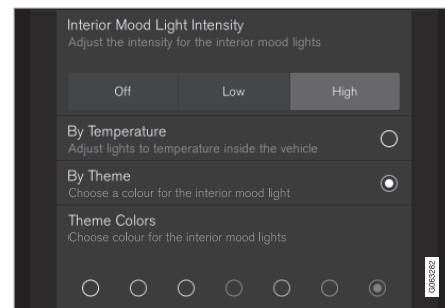 Interior Mood Light Intensity
Adjust the intensity for the interior mood lights
Off Low High
By Temperature
Adjust lights to temperature inside the vehicle
By Theme
Choose a colour for the interior mood light
Theme Colors
Choose colour for the interior mood lights
G063282